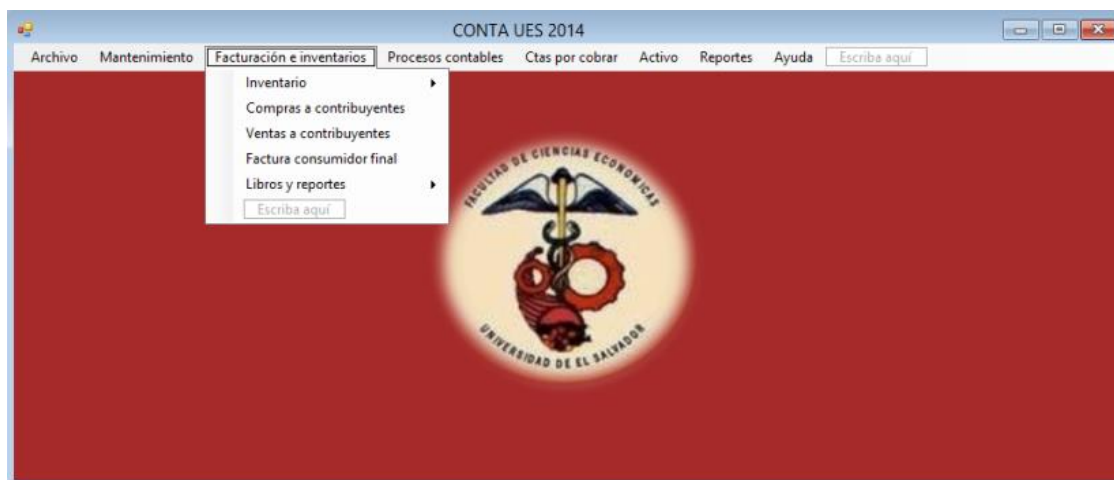 CONTA UES 2014
Archivo Mantenimiento Facturación e inventarios Procesos contables Ctas por cobrar Activo Reportes Ayuda Escriba aquí
Inventario
Compras a contribuyentes
Ventas a contribuyentes
Factura consumidor final
Libros y reportes
Escriba aquí
FACULTAD DE CIENCIAS ECONOMICAS
UNIVERSIDAD DE EL SALVADOR